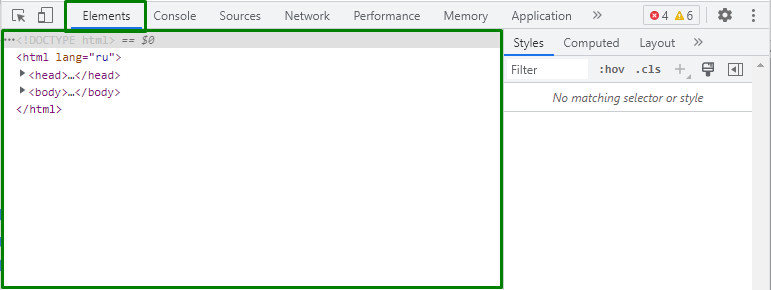 Elements Console Sources Network Performance Memory Application » 4 6
…<!DOCTYPE html> == $0
<html lang="ru">
<head>…</head>
<body>…</body>
</html>
Styles Computed Layout »
Filter :hov .cls +
No matching selector or style